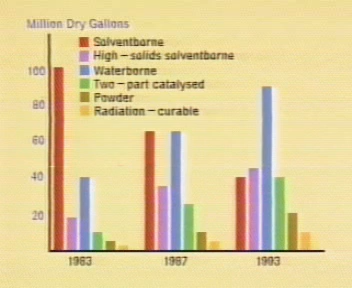 Million Dry Gallons
Solventborne
High-solids solventborne
Waterborne
Two-part catalysed
Powder
Radiation-curable
100
80
60
40
20
1983 1987 1993